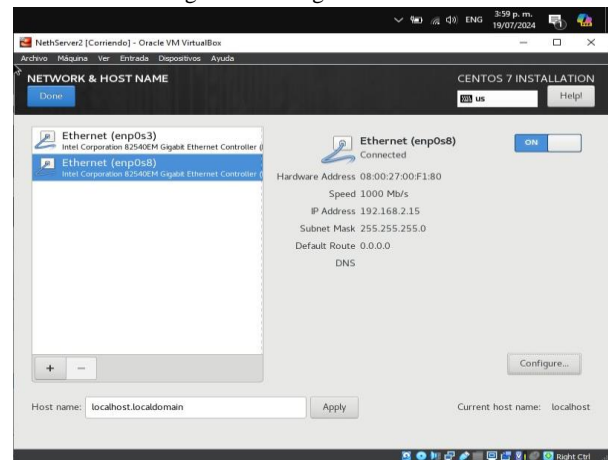 3:59 p. m.
ENG
19/07/2024
NethServer2 [Corriendo] - Oracle VM VirtualBox
Archivo Máquina Ver Entrada Dispositivos Ayuda
NETWORK & HOST NAME
CENTOS 7 INSTALLATION
Done
us
Help!
Ethernet (enp0s3)
Intel Corporation 82540EM Gigabit Ethernet Controller (
Ethernet (enp0s8)
Intel Corporation 82540EM Gigabit Ethernet Controller (
Ethernet (enp0s8)
Connected
ON
Hardware Address 08:00:27:00:F1:80
Speed 1000 Mb/s
IP Address 192.168.2.15
Subnet Mask 255.255.255.0
Default Route 0.0.0.0
DNS
+ −
Configure...
Host name: localhost.localdomain
Apply
Current host name: localhost
Right Ctrl